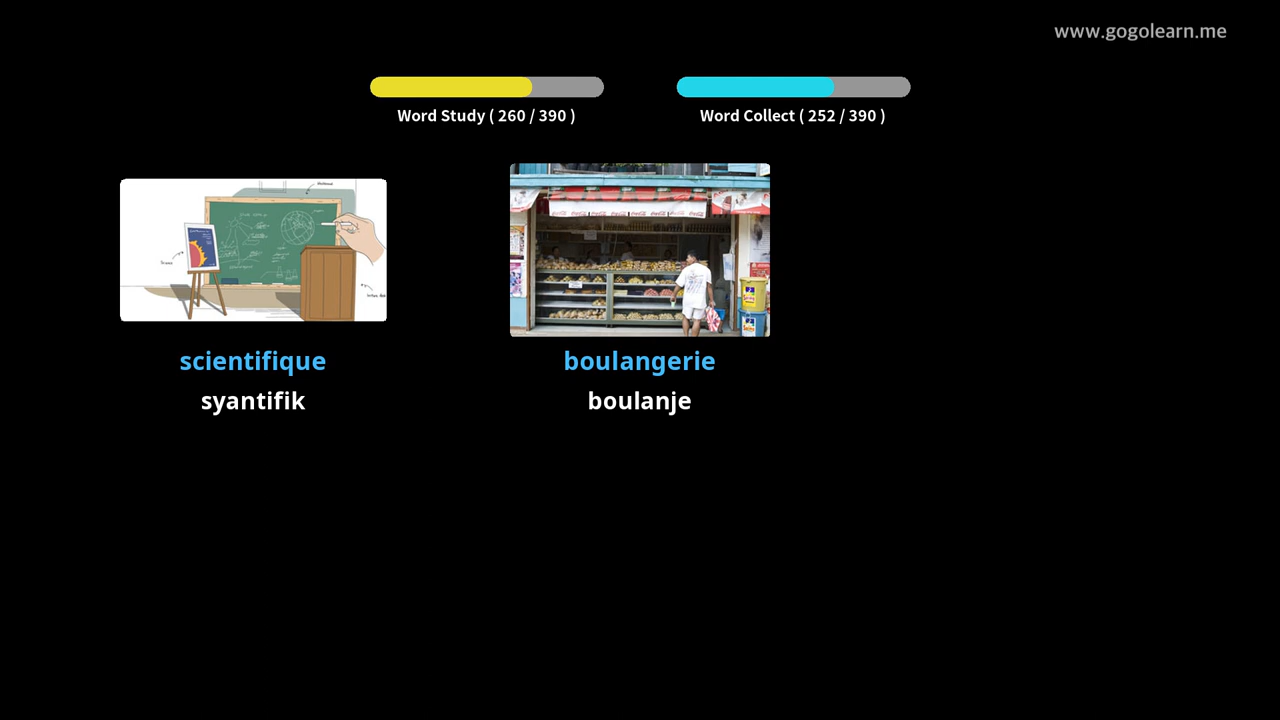 www.gogolearn.me
Word Study ( 260 / 390 )
Word Collect ( 252 / 390 )
scientifique
boulangerie
syantifik
boulanje